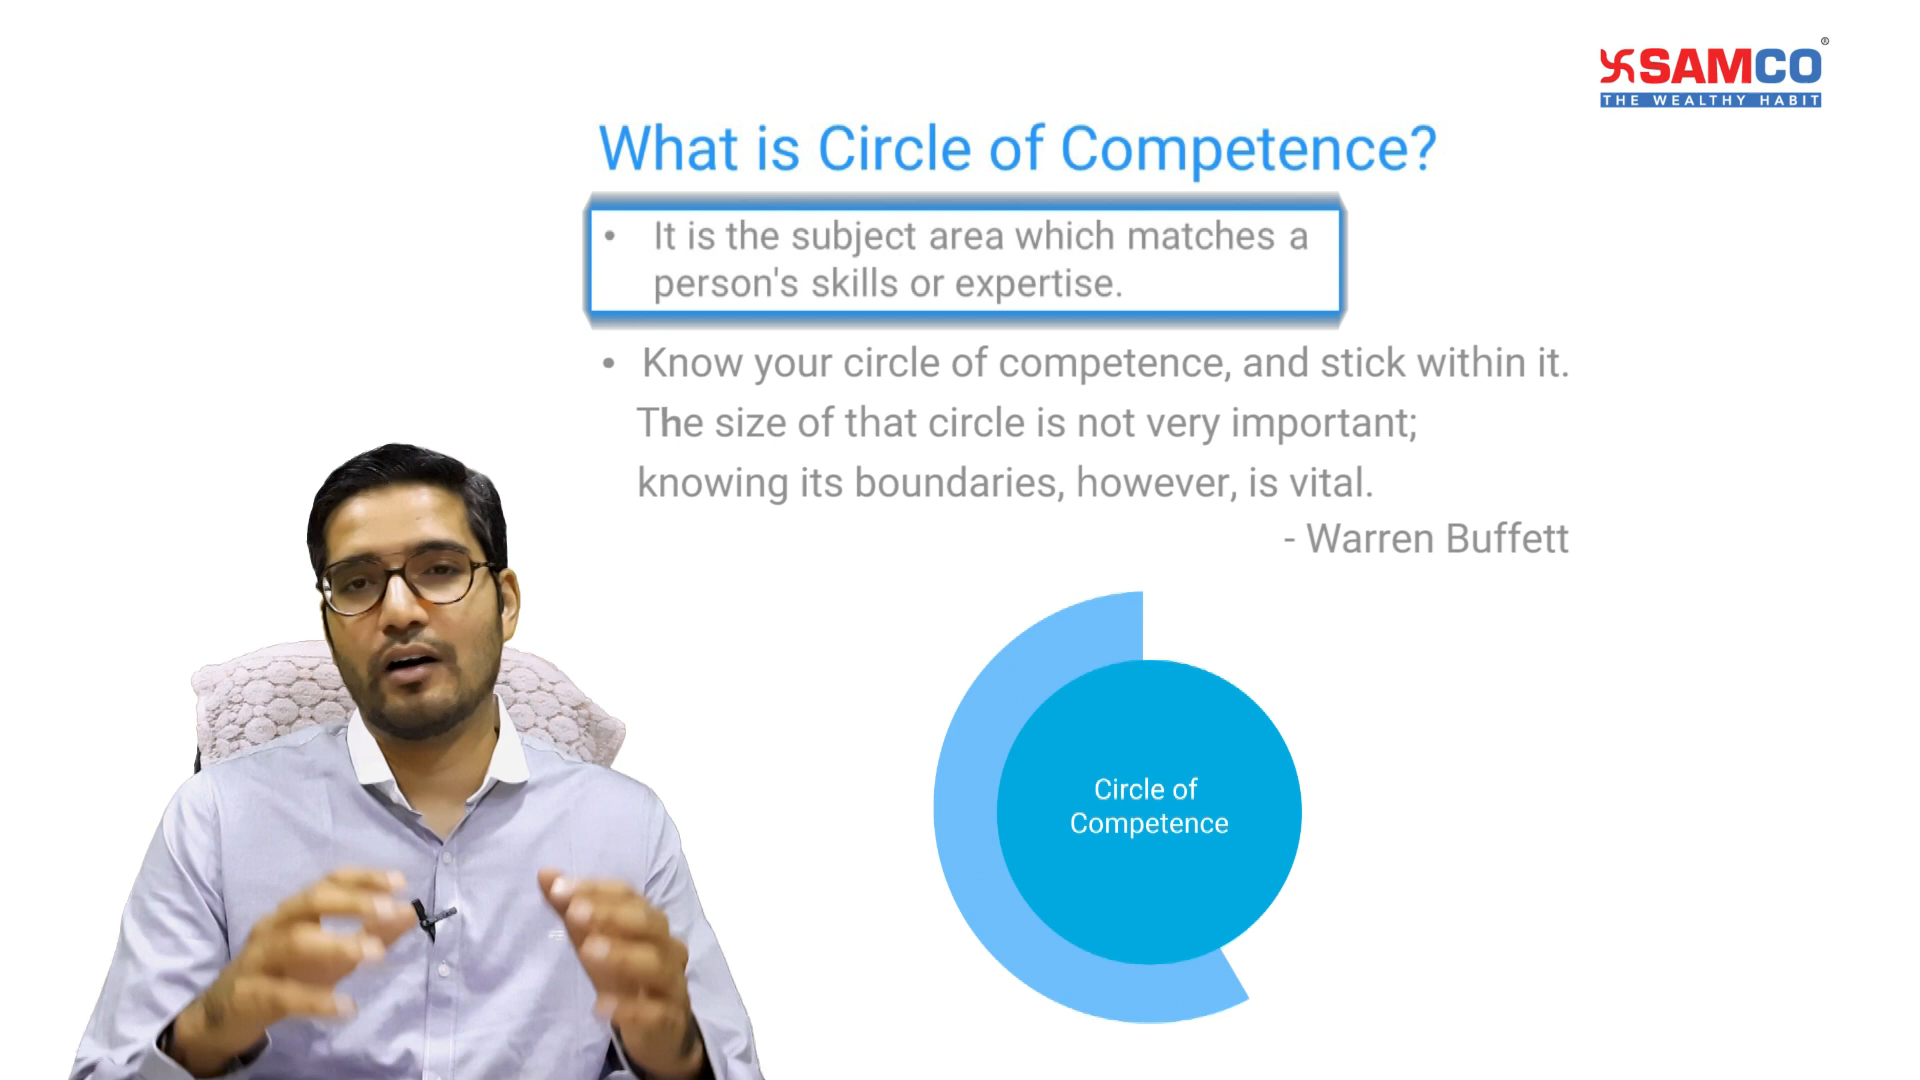 SAMCO®
THE WEALTHY HABIT
What is Circle of Competence?
• It is the subject area which matches a
person's skills or expertise.
• Know your circle of competence, and stick within it.
The size of that circle is not very important;
knowing its boundaries, however, is vital.
- Warren Buffett
Circle of
Competence